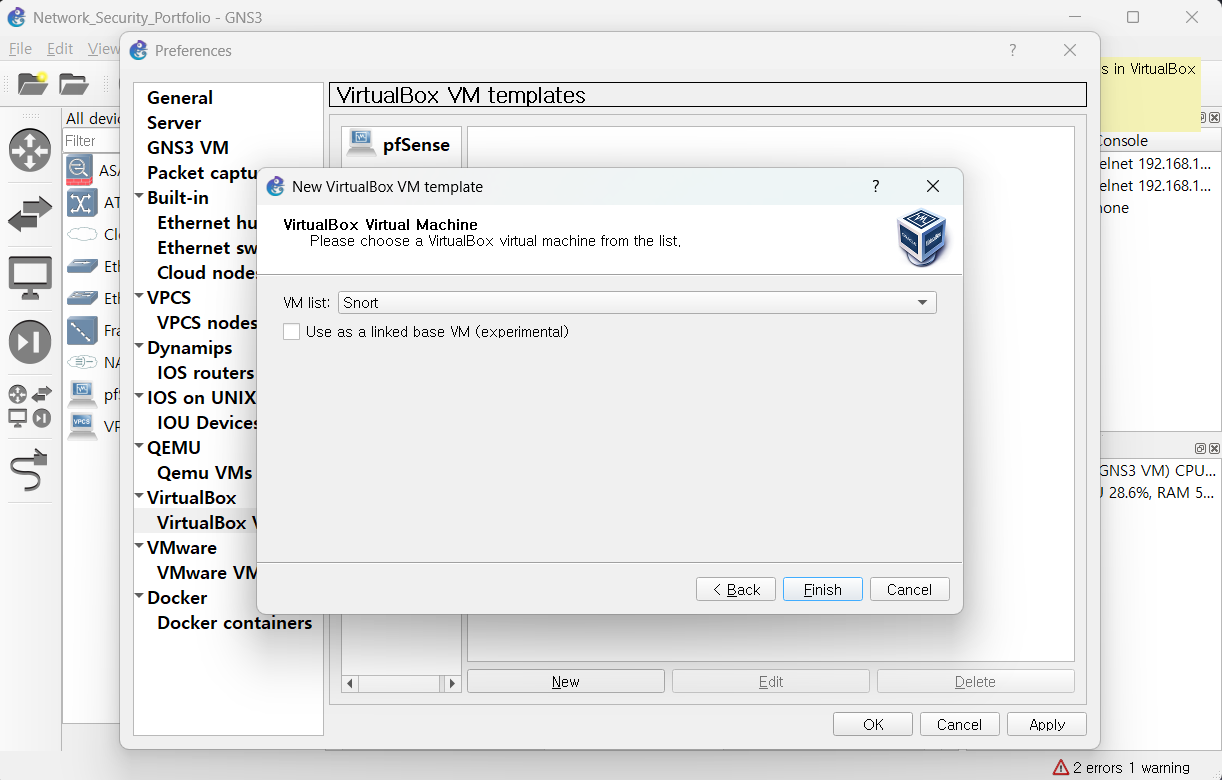 Network_Security_Portfolio - GNS3
File Edit View
Preferences
?
s in VirtualBox
General
Server
GNS3 VM
Packet captu
Built-in
Ethernet hu
Ethernet sw
Cloud nodes
VPCS
VPCS nodes
Dynamips
IOS routers
IOS on UNIX
IOU Devices
QEMU
Qemu VMs
VirtualBox
VirtualBox V
VMware
VMware VM
Docker
Docker containers
VirtualBox VM templates
pfSense
All devic
Filter
ASA
AT
Clo
Eth
Eth
Fra
NA
pfS
VP
New VirtualBox VM template
?
VirtualBox Virtual Machine
Please choose a VirtualBox virtual machine from the list.
VM list: Snort
Use as a linked base VM (experimental)
< Back Finish Cancel
New Edit Delete
OK Cancel Apply
Console
elnet 192.168.1...
elnet 192.168.1...
none
GNS3 VM) CPU...
J 28.6%, RAM 5...
2 errors 1 warning